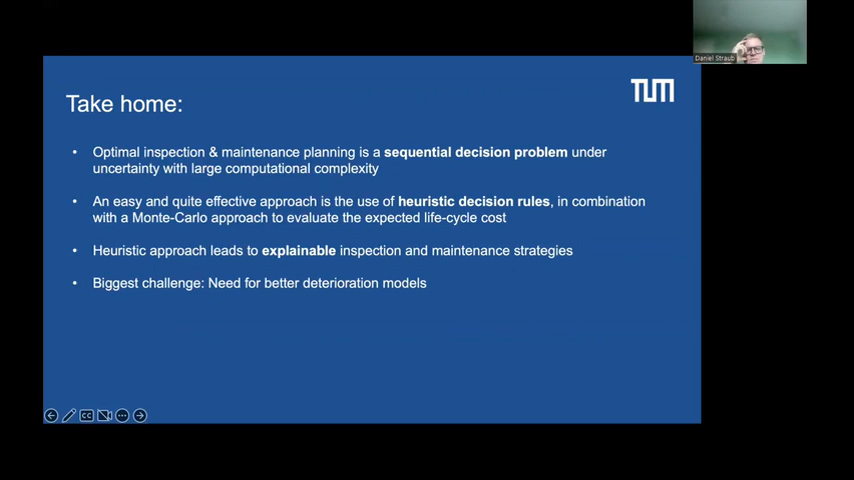 Daniel Straub
TUM
Take home:
• Optimal inspection & maintenance planning is a sequential decision problem under
uncertainty with large computational complexity
• An easy and quite effective approach is the use of heuristic decision rules, in combination
with a Monte-Carlo approach to evaluate the expected life-cycle cost
• Heuristic approach leads to explainable inspection and maintenance strategies
• Biggest challenge: Need for better deterioration models
CC